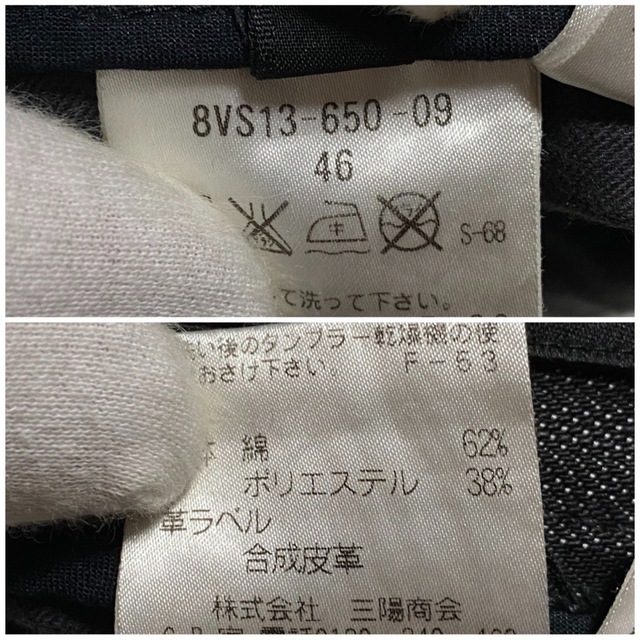 8VS13-650-09
46
中
S-68
て洗って下さい。
い後のタンブラー乾燥機の使
おさけ下さい。 F-53
綿 62%
ポリエステル 38%
革ラベル
合成皮革
株式会社 三陽商会